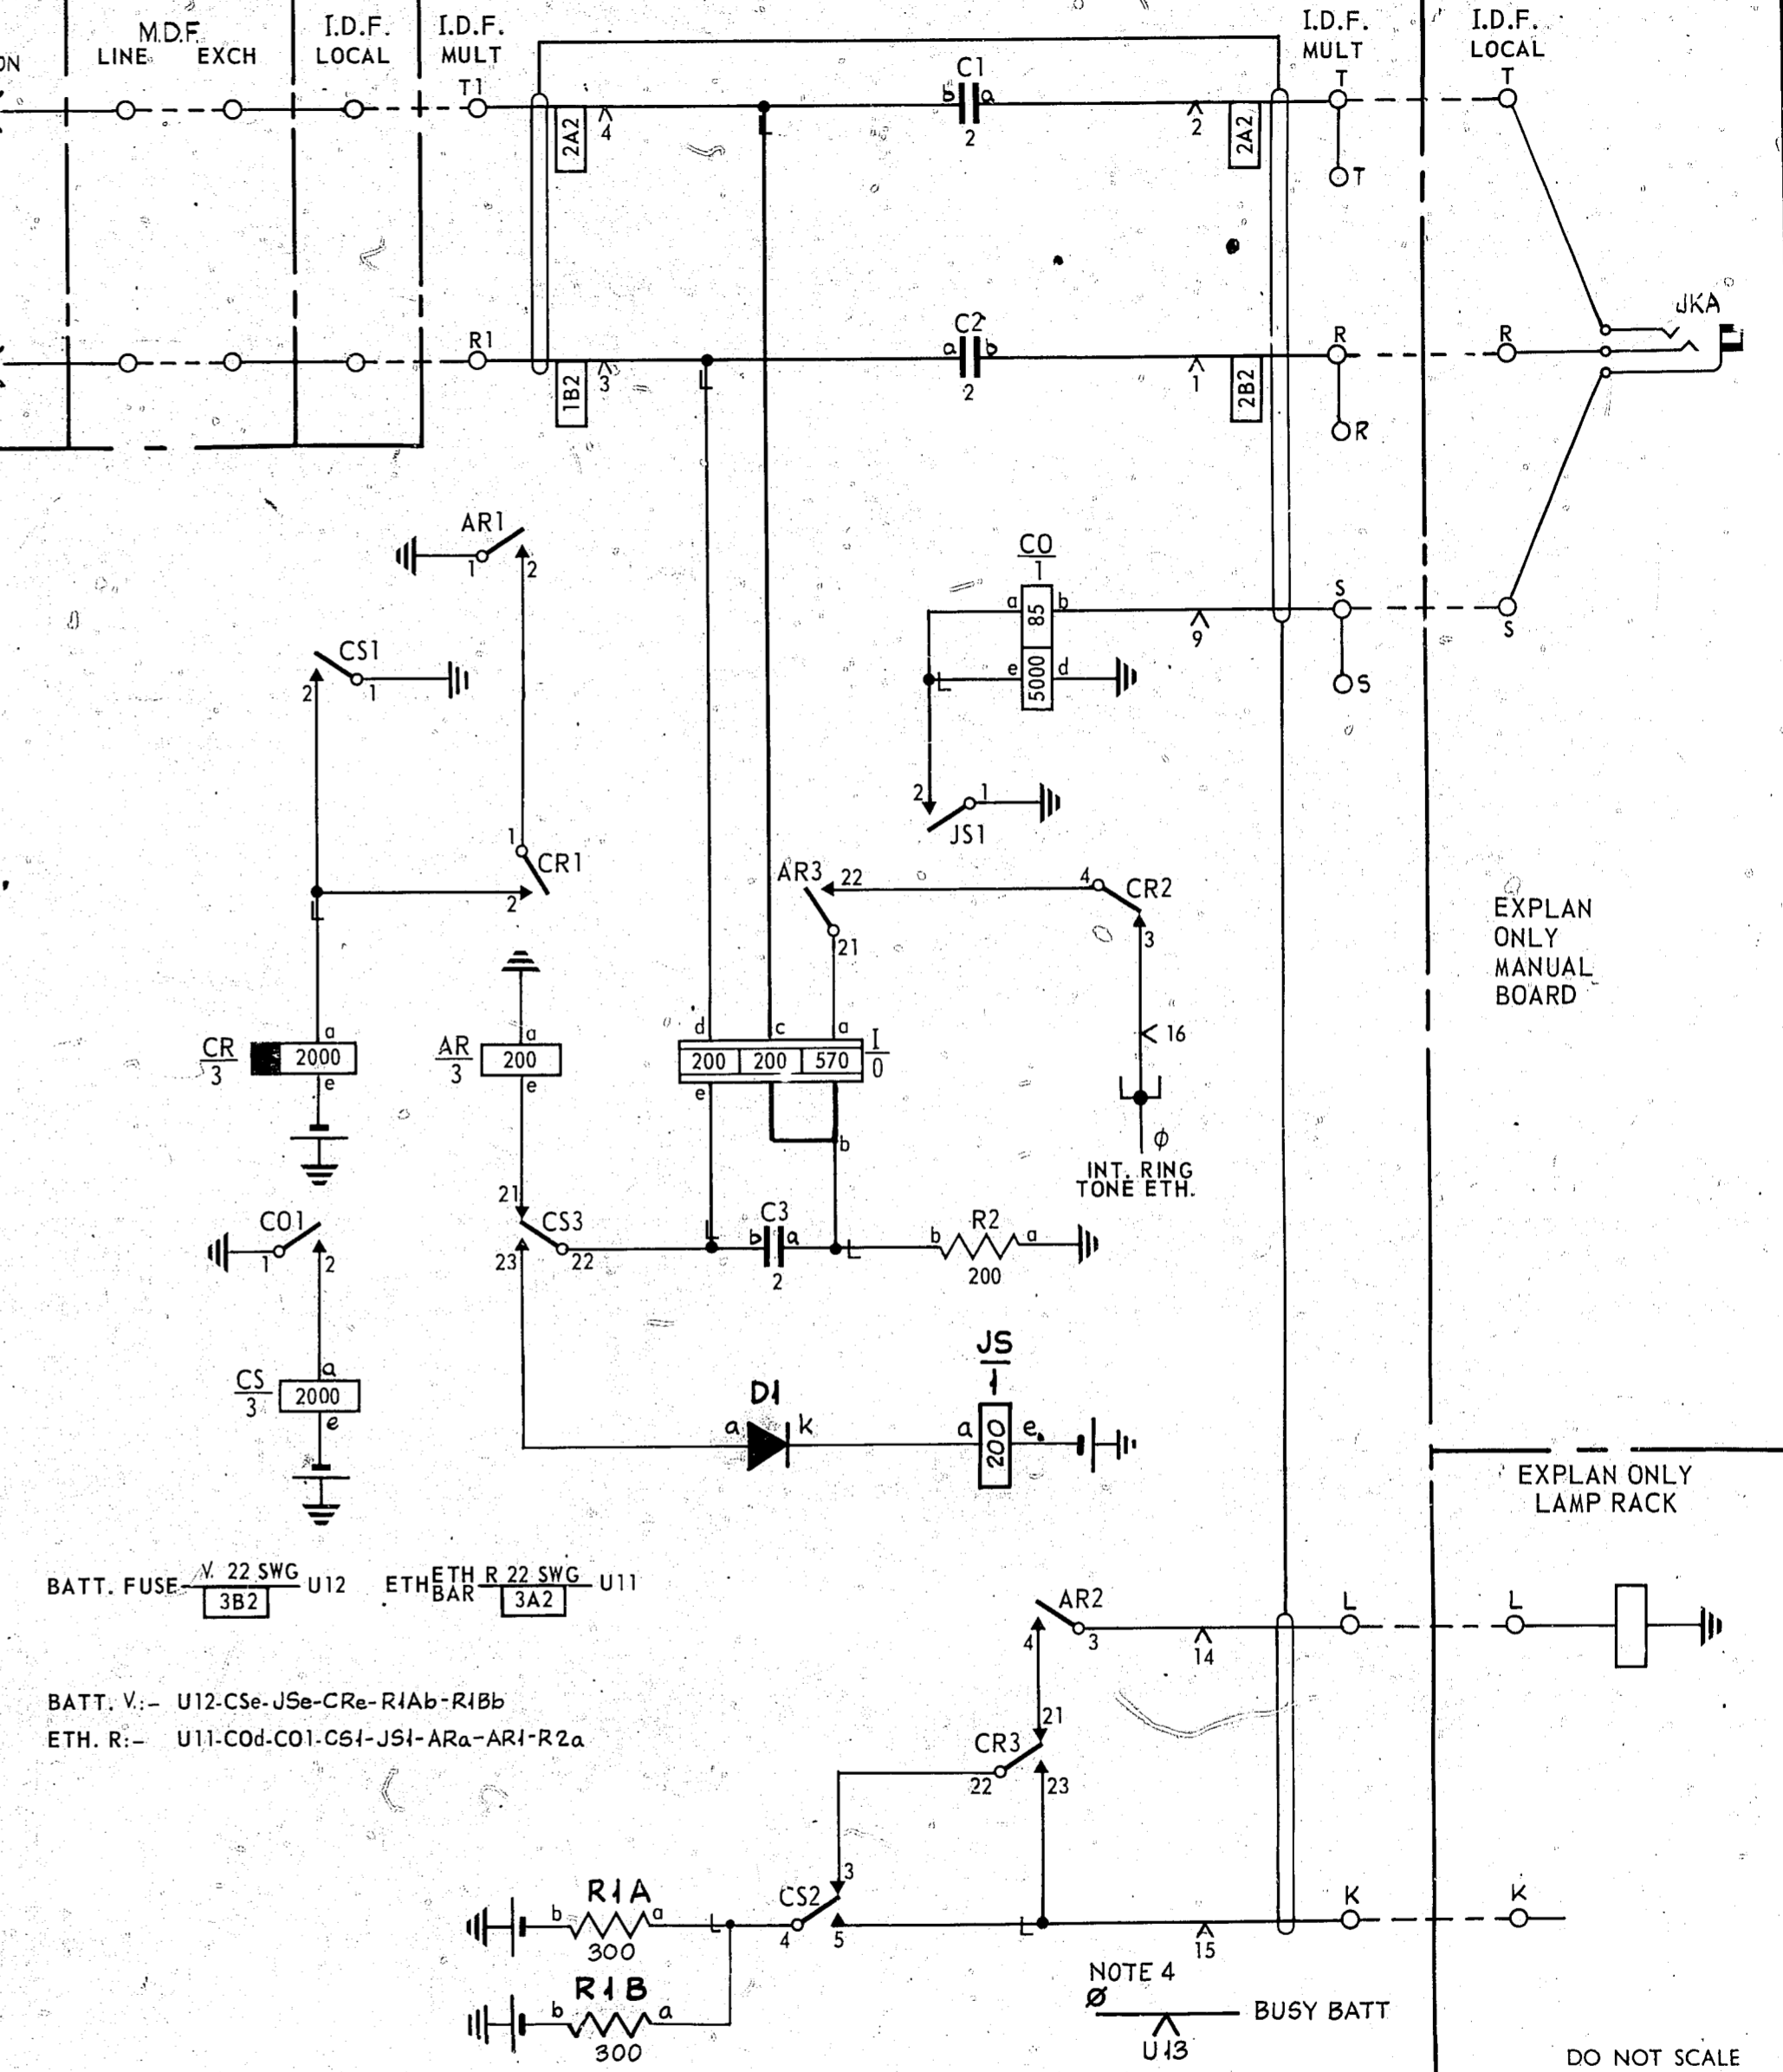 M.D.F.
LINE EXCH
I.D.F.
LOCAL
I.D.F.
MULT
I.D.F.
MULT
I.D.F.
LOCAL
ON
T1
2A2
4
L
b C1 a
2
2
2A2
T
T
T
R1
1B2
3
L
a C2 b
2
1
2B2
R
R
R
JKA
AR1
1 2
CS1
2 1
CO
1
a 85 b
e 5000 d
L
9
S
S
S
2 1
JS1
1
CR1
2
L
AR3 22
21
4 CR2
3
16
Ø
INT. RING
TONE ETH.
EXPLAN
ONLY
MANUAL
BOARD
CR
3
a
2000
e
AR
3
a
200
e
d c a
200 200 570
I
0
e
b
CO1
1 2
21
CS3
23 22
L
b C3 a
2
L
b R2 a
200
CS
3
a
2000
e
D1
a k
JS
1
a 200 e
EXPLAN ONLY
LAMP RACK
BATT. FUSE V. 22 SWG U12
3B2
ETH ETH BAR R 22 SWG U11
3A2
BATT. V.:- U12-CSe-JSe-CRe-R1Ab-R1Bb
ETH. R:- U11-COd-CO1-CS1-JS1-ARa-AR1-R2a
AR2
4 3
14
L
L
21
CR3
22 23
3
CS2
4 5
L
15
K
K
b R1A a
300
L
b R1B a
300
NOTE 4
Ø
BUSY BATT
U13
DO NOT SCALE